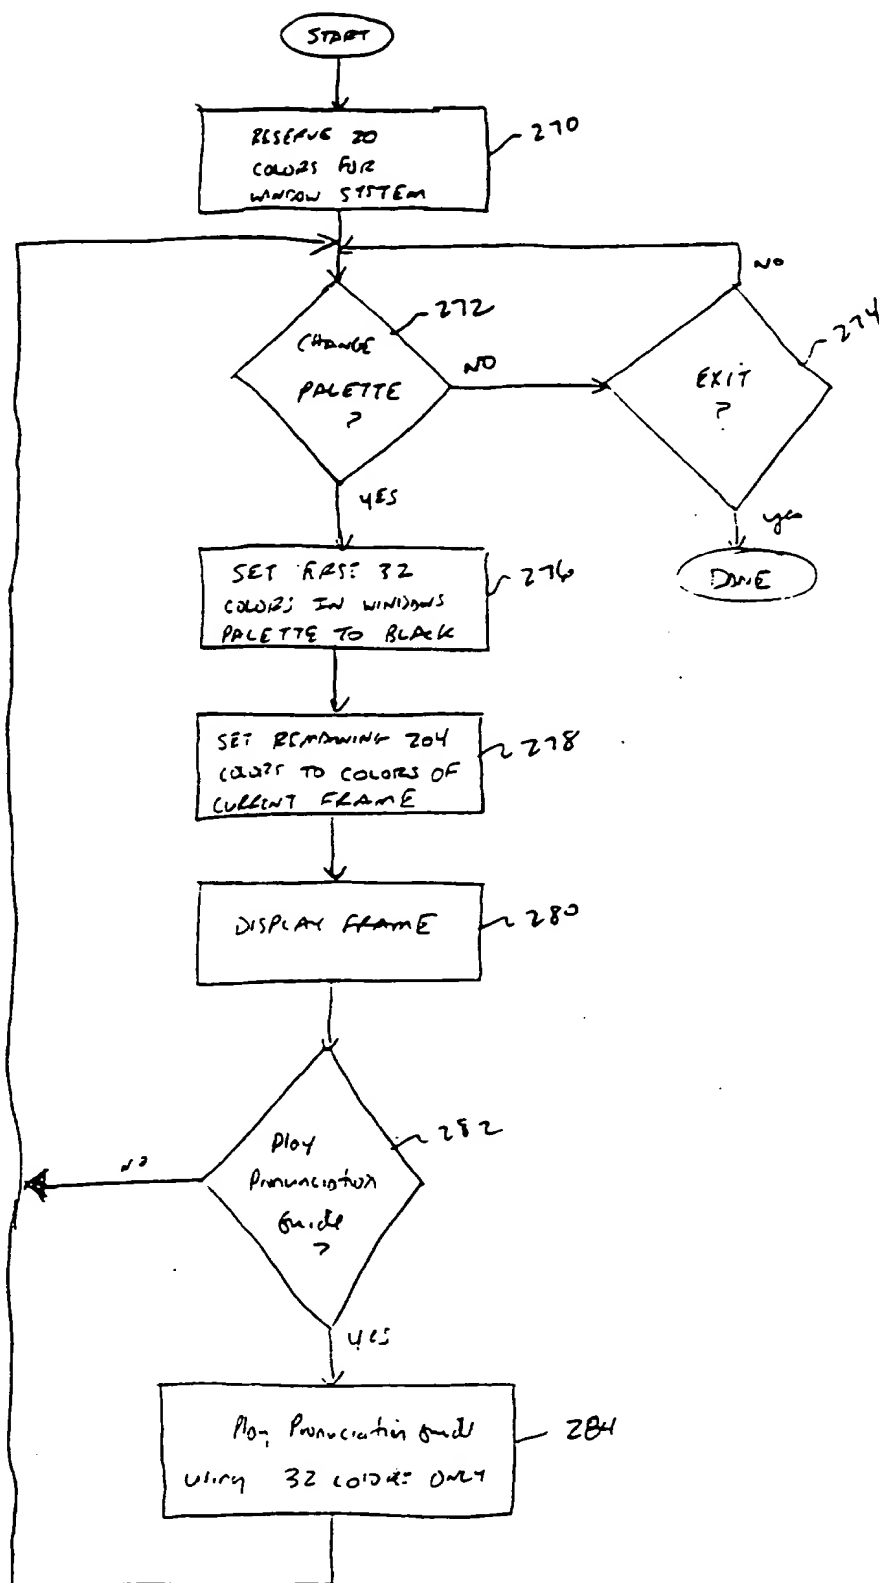 START
RESERVE 20
COLORS FOR
WINDOW SYSTEM
270
NO
272
274
CHANGE
PALETTE
?
NO
EXIT
?
YES
yes
SET FIRST 32
COLORS IN WINDOWS
PALETTE TO BLACK
276
DONE
SET REMAINING 204
COLORS TO COLORS OF
CURRENT FRAME
278
DISPLAY FRAME
280
282
Play
Pronunciation
Guide
?
NO
YES
Play Pronunciation Guide
using 32 COLORS ONLY
284